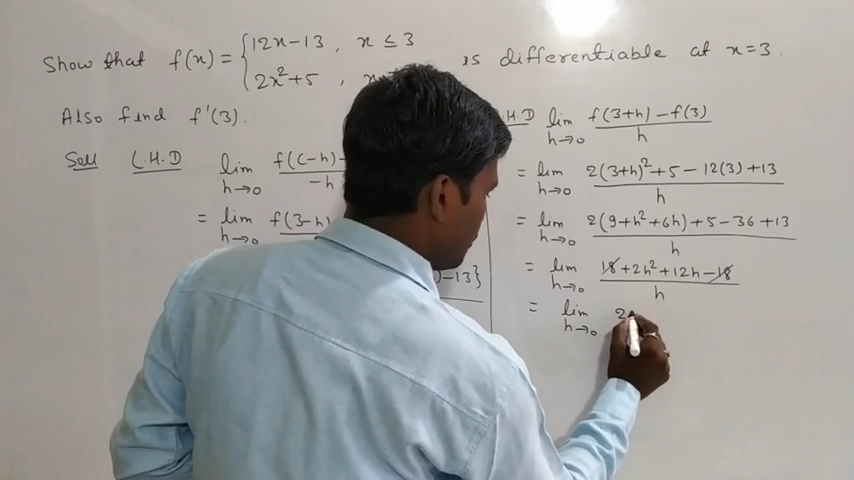 Show that f(x) = { 12x-13 , x ≤ 3
2x²+5 , x is differentiable at x=3.
Also find f'(3).
Solⁿ L.H.D lim h→0 f(c-h)- / -h
= lim h→0 f(3-h)
)-13}
H.D lim h→0 f(3+h)-f(3) / h
= lim h→0 2(3+h)²+5-12(3)+13 / h
= lim h→0 2(9+h²+6h)+5-36+13 / h
= lim h→0 18+2h²+12h-18 / h
= lim h→0 2